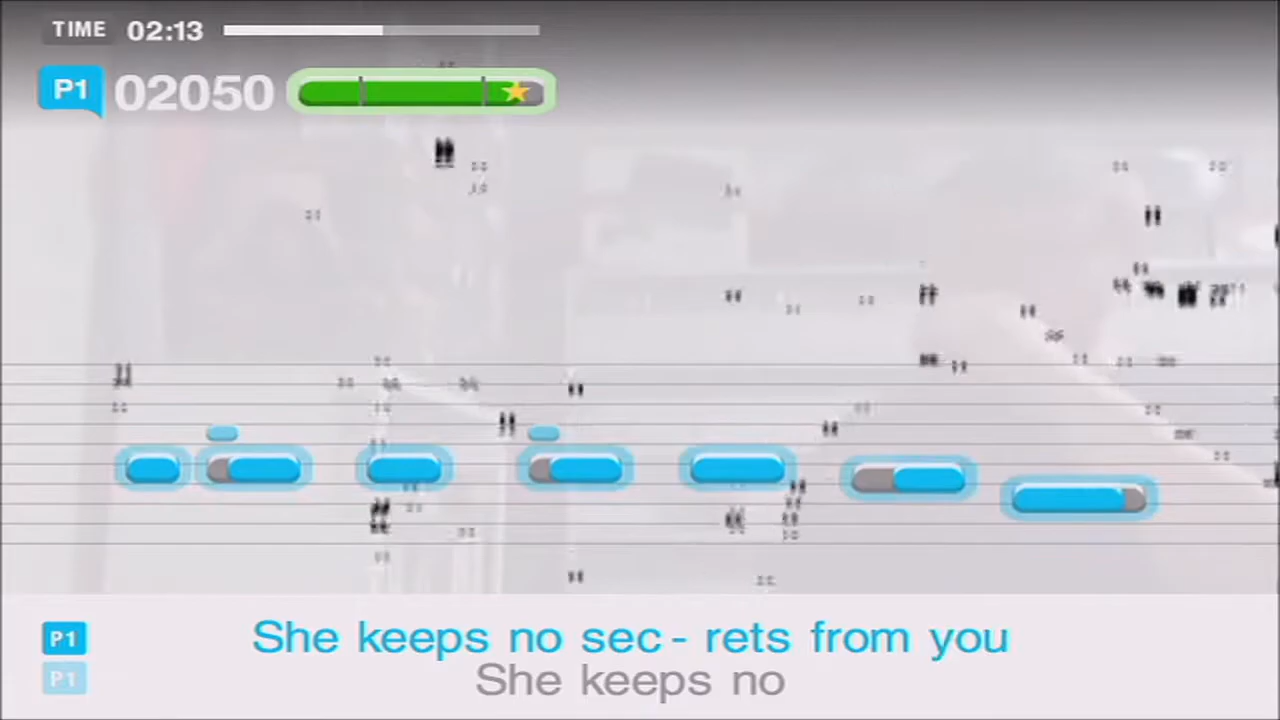 TIME 02:13
P1 02050
P1 She keeps no sec - rets from you
P1 She keeps no